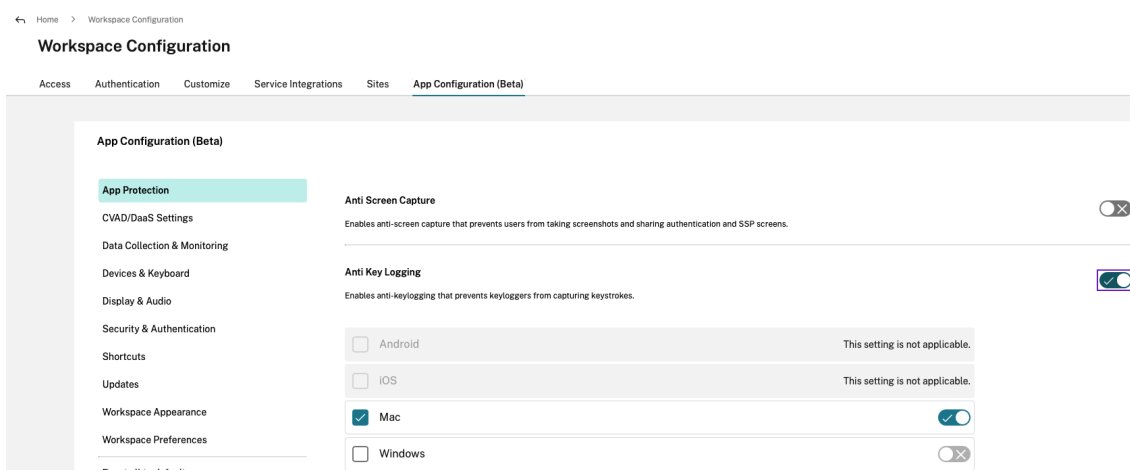 Home > Workspace Configuration
Workspace Configuration
Access Authentication Customize Service Integrations Sites App Configuration (Beta)
App Configuration (Beta)
App Protection
CVAD/DaaS Settings
Data Collection & Monitoring
Devices & Keyboard
Display & Audio
Security & Authentication
Shortcuts
Updates
Workspace Appearance
Workspace Preferences
Anti Screen Capture
Enables anti-screen capture that prevents users from taking screenshots and sharing authentication and SSP screens.
Anti Key Logging
Enables anti-keylogging that prevents keyloggers from capturing keystrokes.
Android This setting is not applicable.
iOS This setting is not applicable.
Mac
Windows